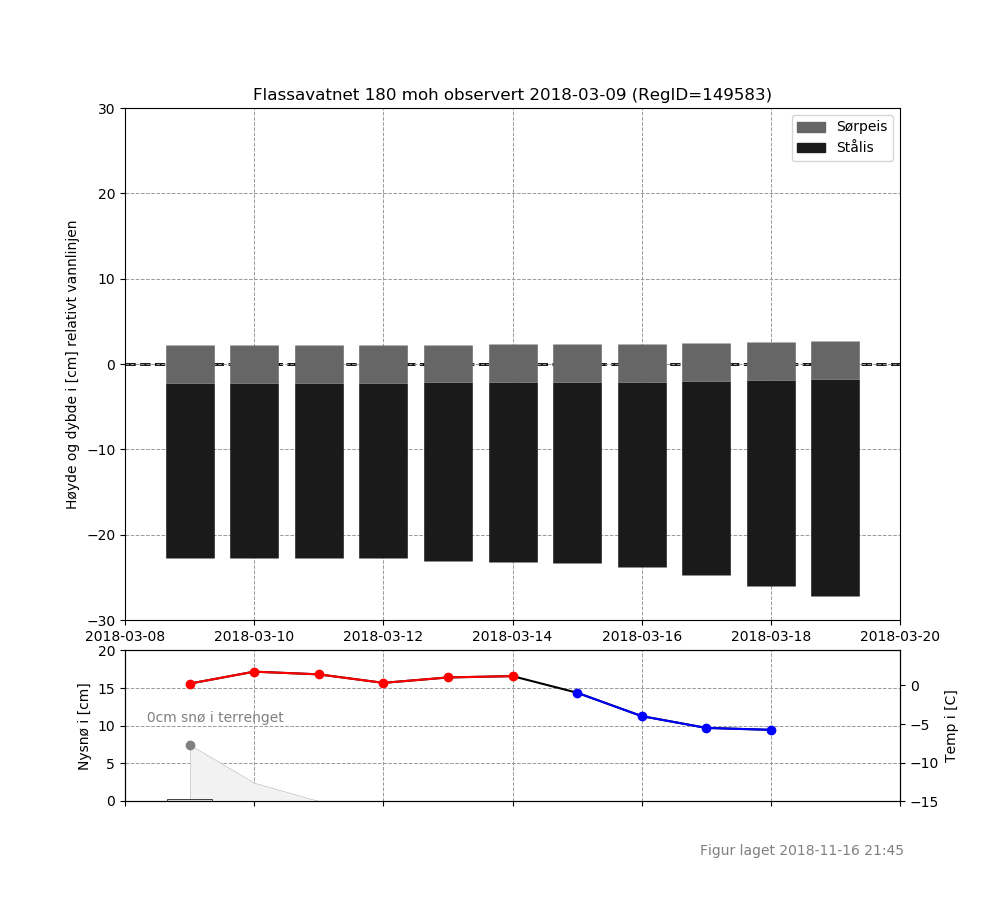 Flassavatnet 180 moh observert 2018-03-09 (RegID=149583)
Sørpeis
Stålis
Høyde og dybde i [cm] relativt vannlinjen
30
20
10
0
−10
−20
−30
2018-03-08 2018-03-10 2018-03-12 2018-03-14 2018-03-16 2018-03-18 2018-03-20
Nysnø i [cm]
20
15
10
5
0
0cm snø i terrenget
0
−5
−10
−15
Temp i [C]
Figur laget 2018-11-16 21:45